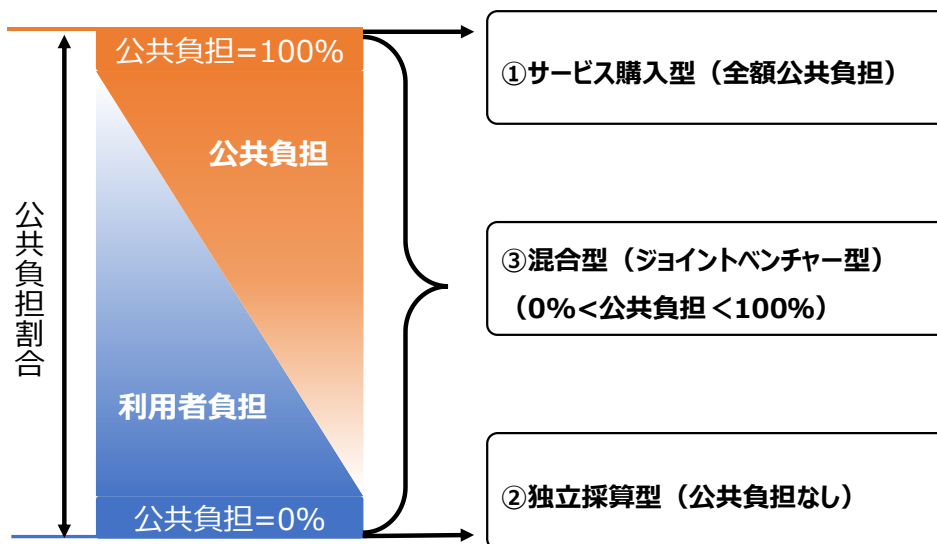 公共負担割合
公共負担=100%
公共負担
利用者負担
公共負担=0%
①サービス購入型（全額公共負担）
③混合型（ジョイントベンチャー型）
（0%<公共負担<100%）
②独立採算型（公共負担なし）